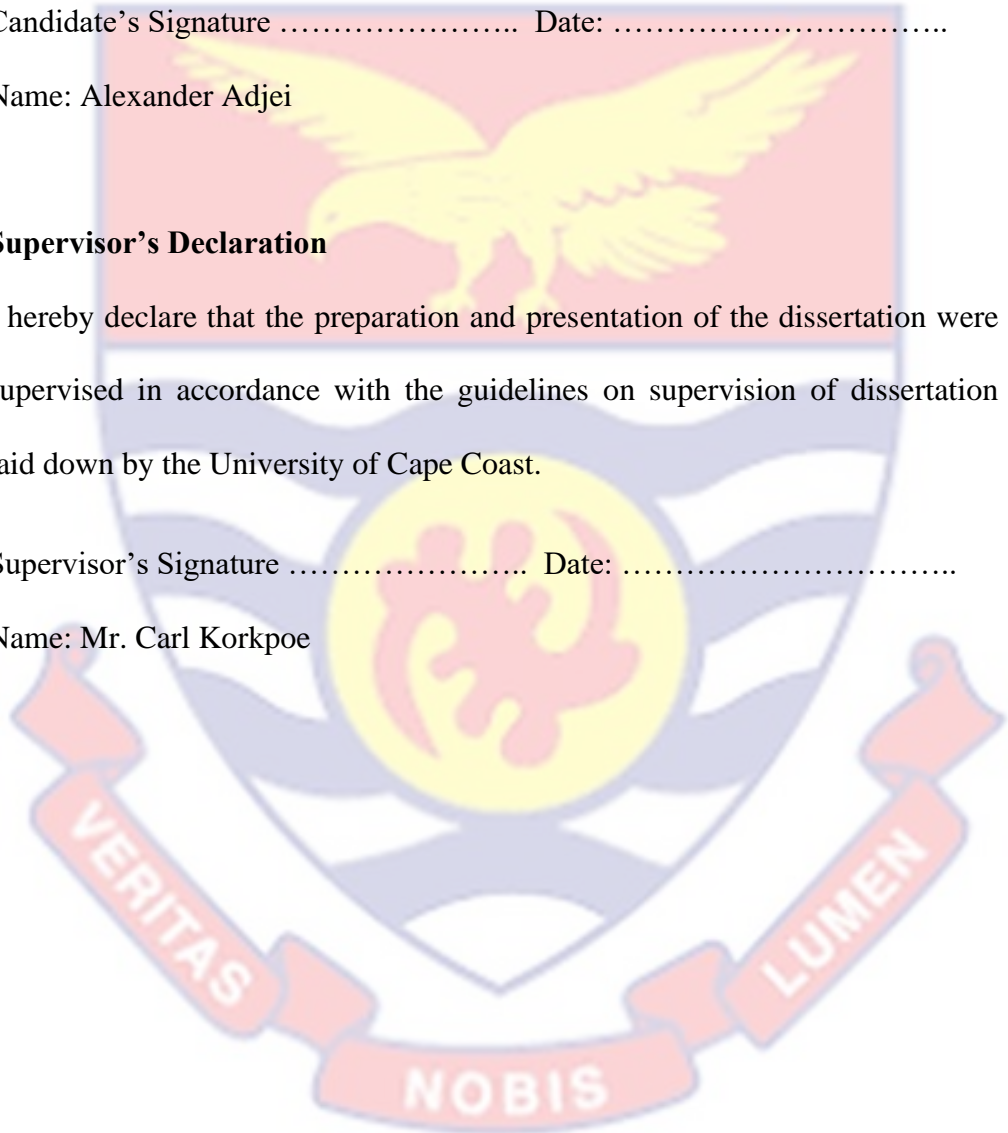 Candidate's Signature ………………….. Date: …………………………..
Name: Alexander Adjei
Supervisor's Declaration
hereby declare that the preparation and presentation of the dissertation were
supervised in accordance with the guidelines on supervision of dissertation
laid down by the University of Cape Coast.
Supervisor's Signature ………………….. Date: …………………………..
Name: Mr. Carl Korkpoe
VERITAS
NOBIS
LUMEN